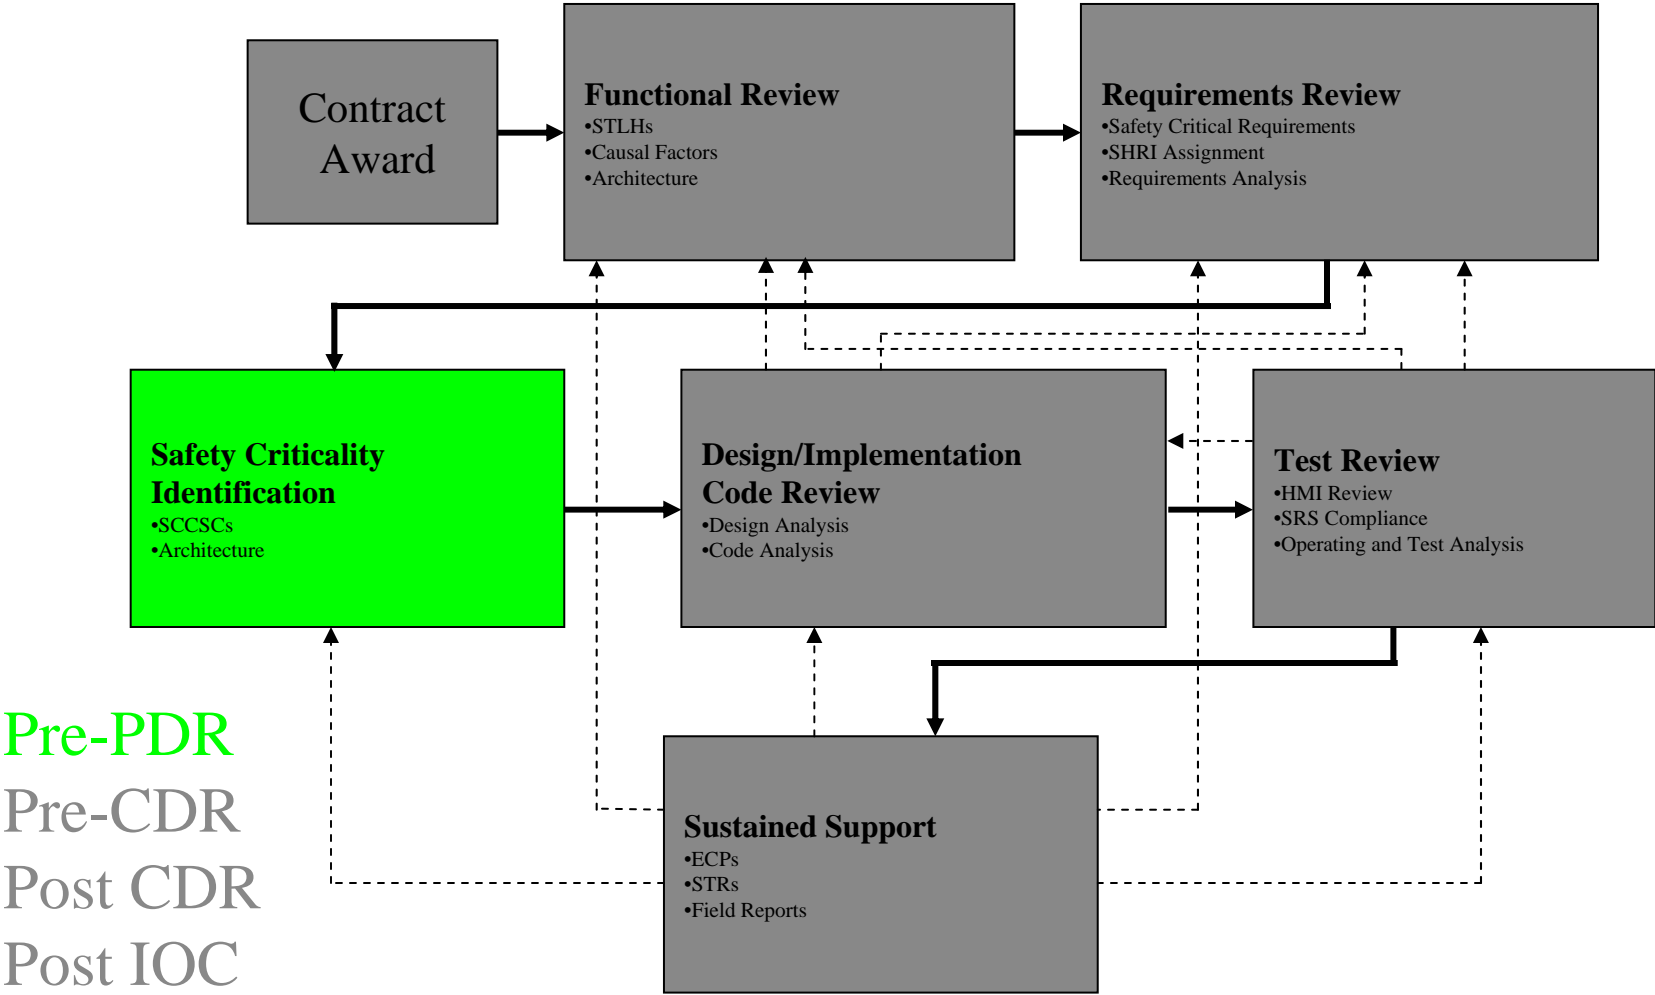 Contract
Award
Functional Review
•STLHs
•Causal Factors
•Architecture
Requirements Review
•Safety Critical Requirements
•SHRI Assignment
•Requirements Analysis
Safety Criticality
Identification
•SCCSCs
•Architecture
Design/Implementation
Code Review
•Design Analysis
•Code Analysis
Test Review
•HMI Review
•SRS Compliance
•Operating and Test Analysis
Sustained Support
•ECPs
•STRs
•Field Reports
Pre-PDR
Pre-CDR
Post CDR
Post IOC